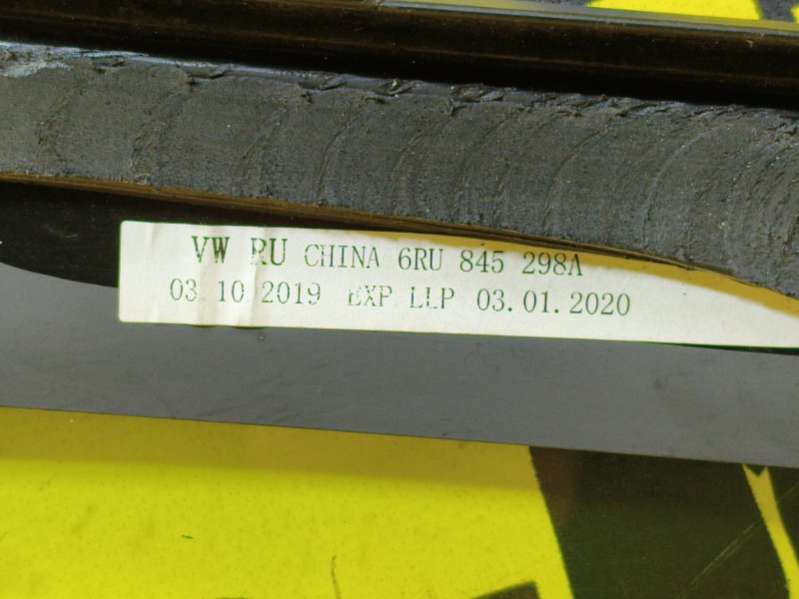 VW RU CHINA 6RU 845 298A
03 10 2019 EXP LLP 03.01.2020